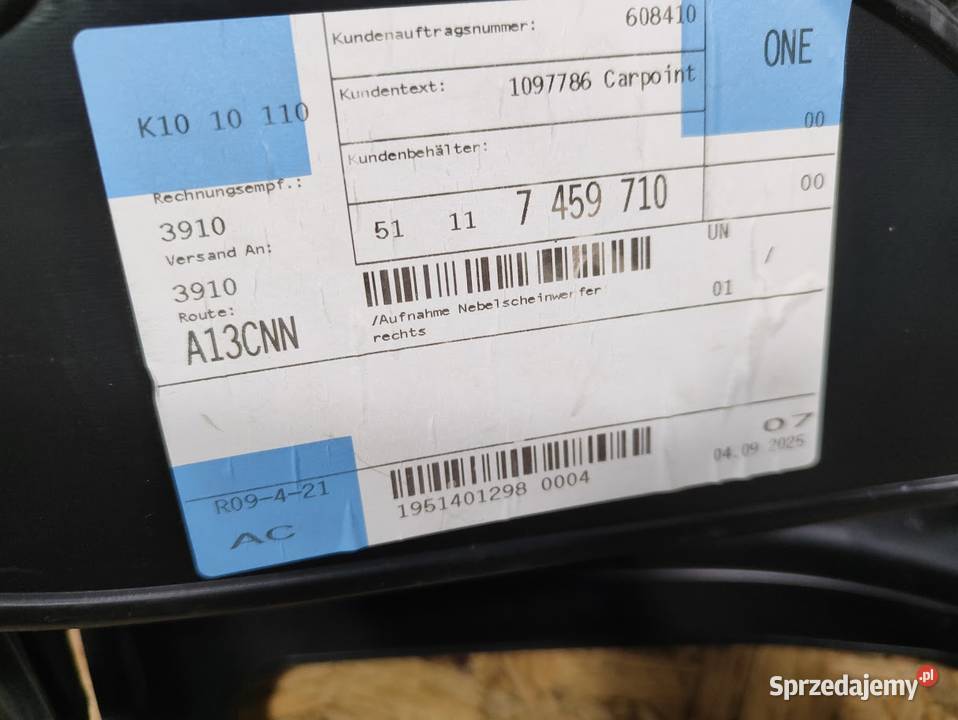 Kundenauftragsnummer:
608410
ONE
Kundentext:
1097786 Carpoint
K10 10 110
00
Kundenbehälter:
Rechnungsempf.:
3910
51 11 7 459 710
00
Versand An:
3910
UN
/
01
Route:
A13CNN
/Aufnahme Nebelscheinwerfer
rechts
R09-4-21
AC
1951401298 0004
07
04.09 2025
Sprzedajemy.pl